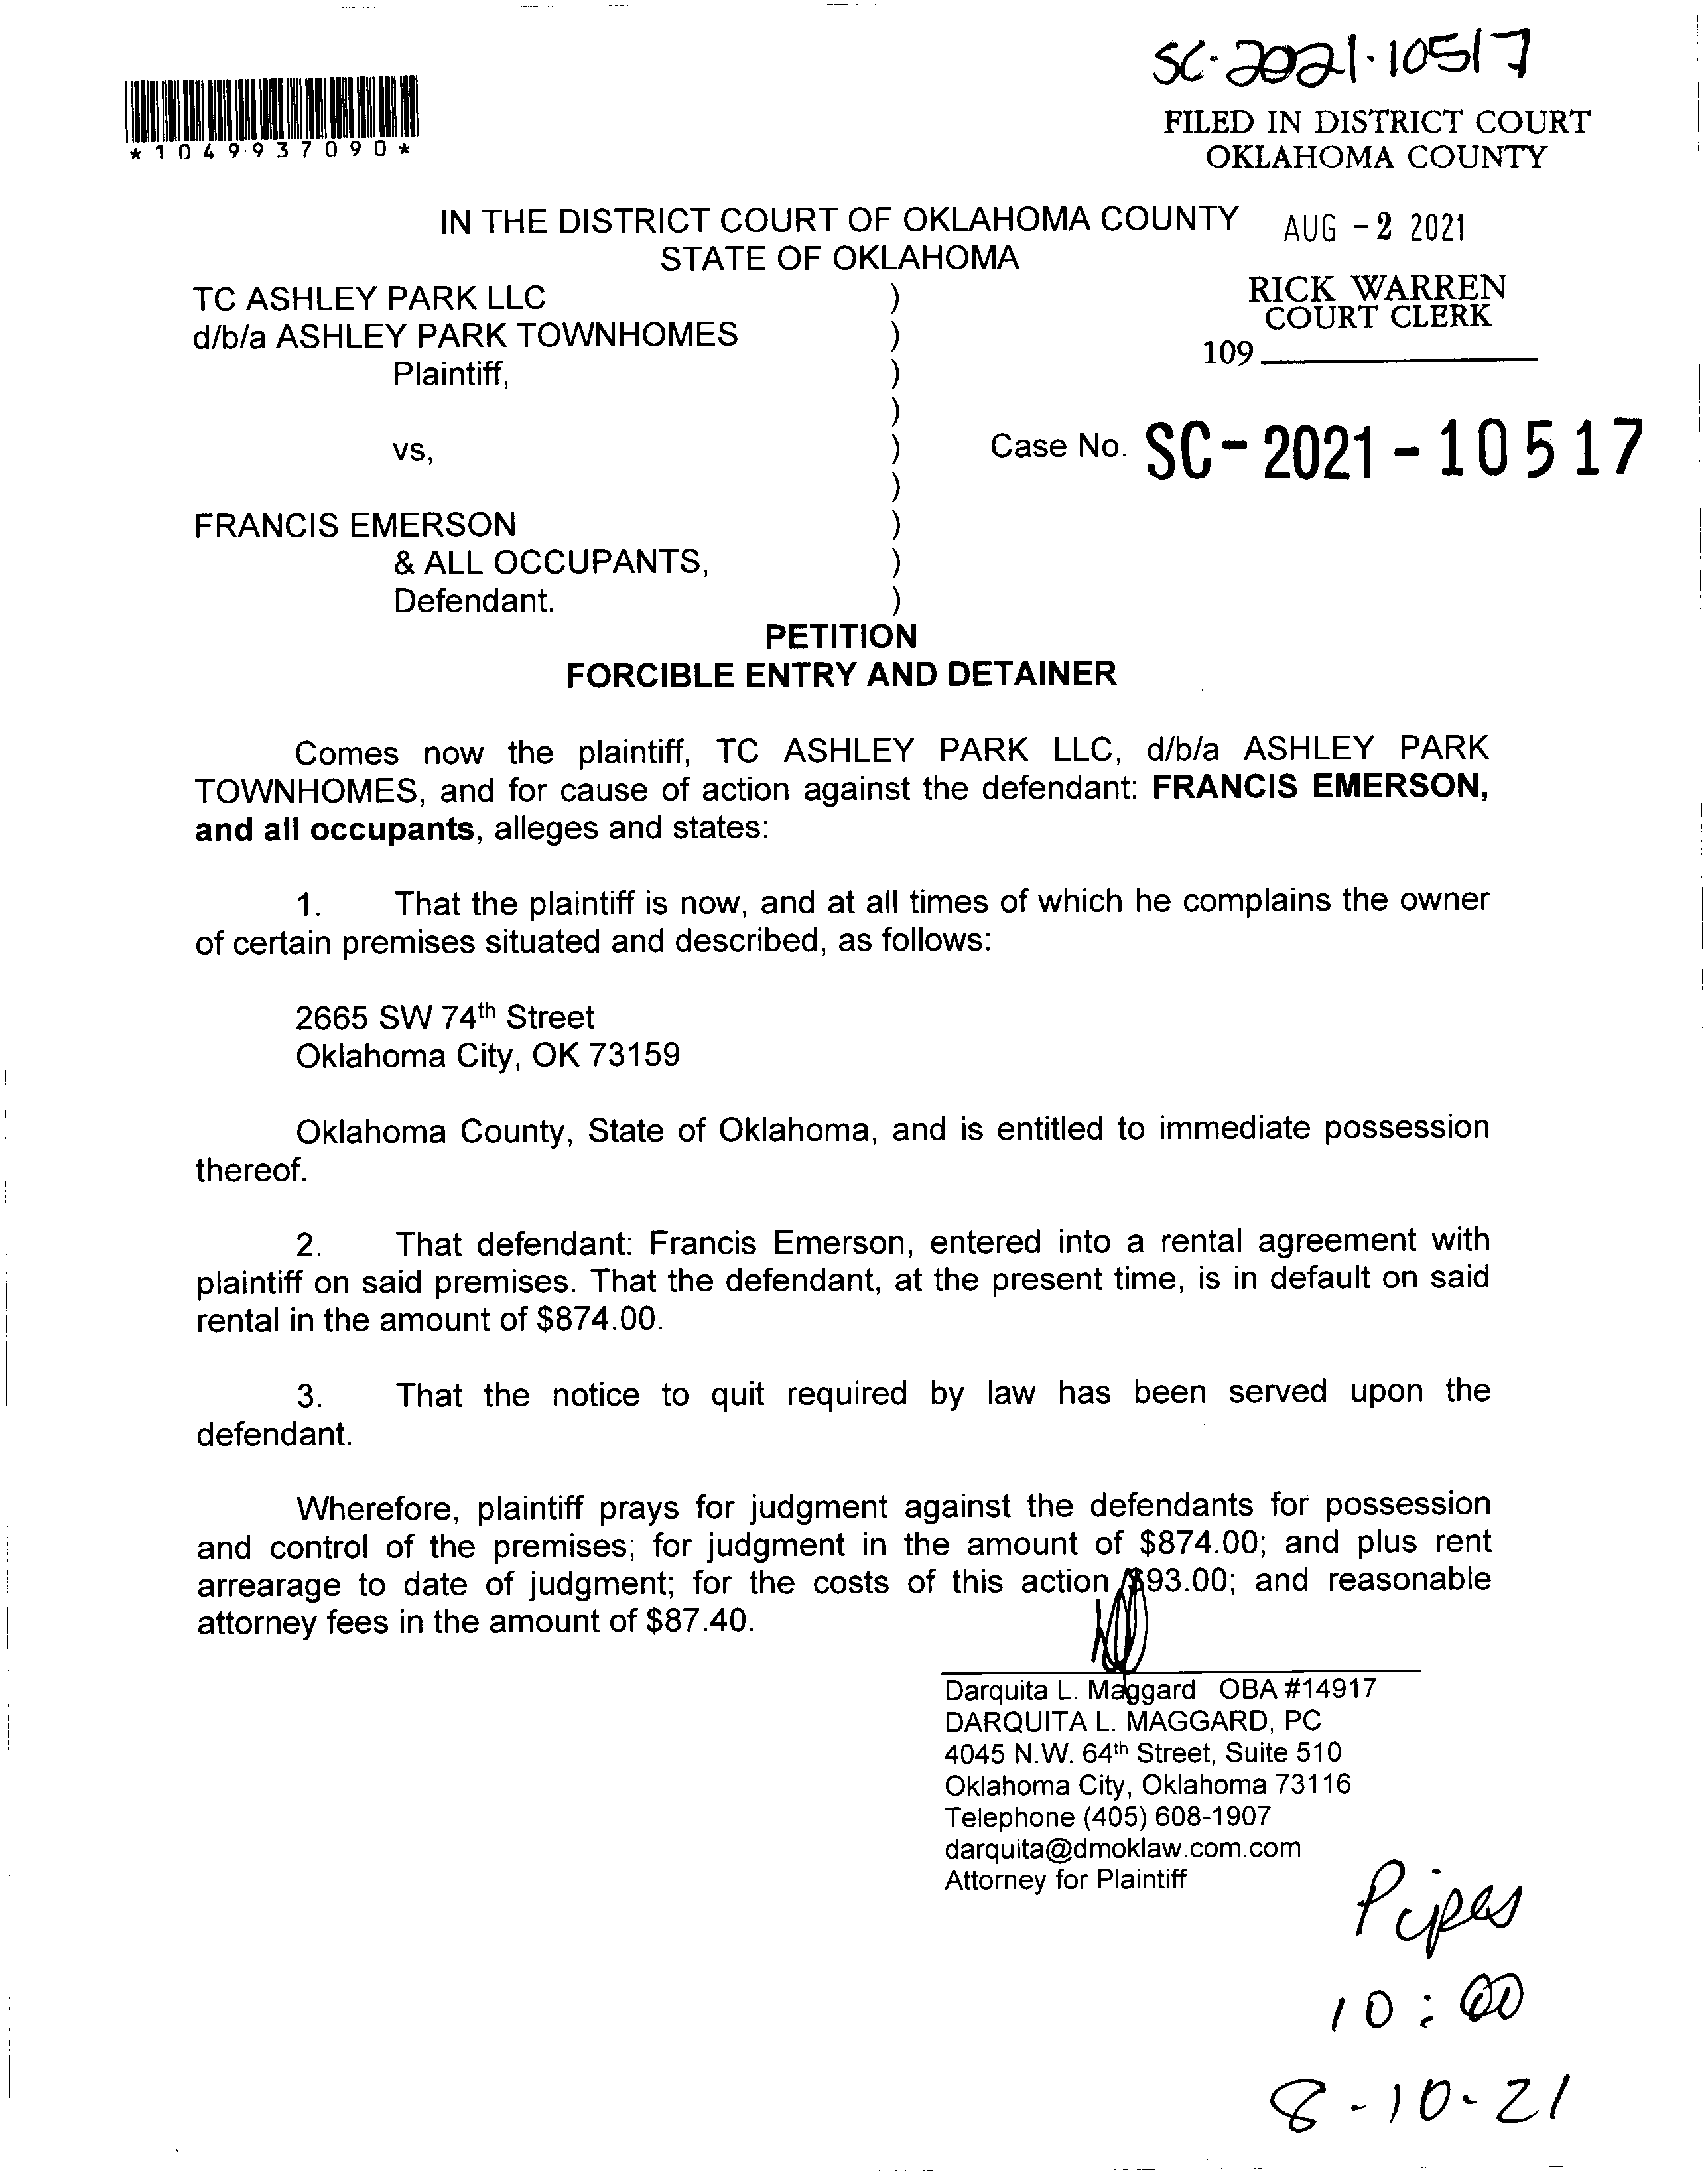 SC-2021-10517
*1049937090*
FILED IN DISTRICT COURT
OKLAHOMA COUNTY
IN THE DISTRICT COURT OF OKLAHOMA COUNTY
AUG -2 2021
STATE OF OKLAHOMA
RICK WARREN
COURT CLERK
109
TC ASHLEY PARK LLC )
d/b/a ASHLEY PARK TOWNHOMES )
Plaintiff, )
)
vs, ) Case No. SC-2021-10517
)
FRANCIS EMERSON )
& ALL OCCUPANTS, )
Defendant. )
PETITION
FORCIBLE ENTRY AND DETAINER
Comes now the plaintiff, TC ASHLEY PARK LLC, d/b/a ASHLEY PARK
TOWNHOMES, and for cause of action against the defendant: FRANCIS EMERSON,
and all occupants, alleges and states:
1. That the plaintiff is now, and at all times of which he complains the owner
of certain premises situated and described, as follows:
2665 SW 74th Street
Oklahoma City, OK 73159
Oklahoma County, State of Oklahoma, and is entitled to immediate possession
thereof.
2. That defendant: Francis Emerson, entered into a rental agreement with
plaintiff on said premises. That the defendant, at the present time, is in default on said
rental in the amount of $874.00.
3. That the notice to quit required by law has been served upon the
defendant.
Wherefore, plaintiff prays for judgment against the defendants for possession
and control of the premises; for judgment in the amount of $874.00; and plus rent
arrearage to date of judgment; for the costs of this action $93.00; and reasonable
attorney fees in the amount of $87.40.
Darquita L. Maggard OBA #14917
DARQUITA L. MAGGARD, PC
4045 N.W. 64th Street, Suite 510
Oklahoma City, Oklahoma 73116
Telephone (405) 608-1907
darquita@dmoklaw.com.com
Attorney for Plaintiff
Pipes
10:00
8-10-21